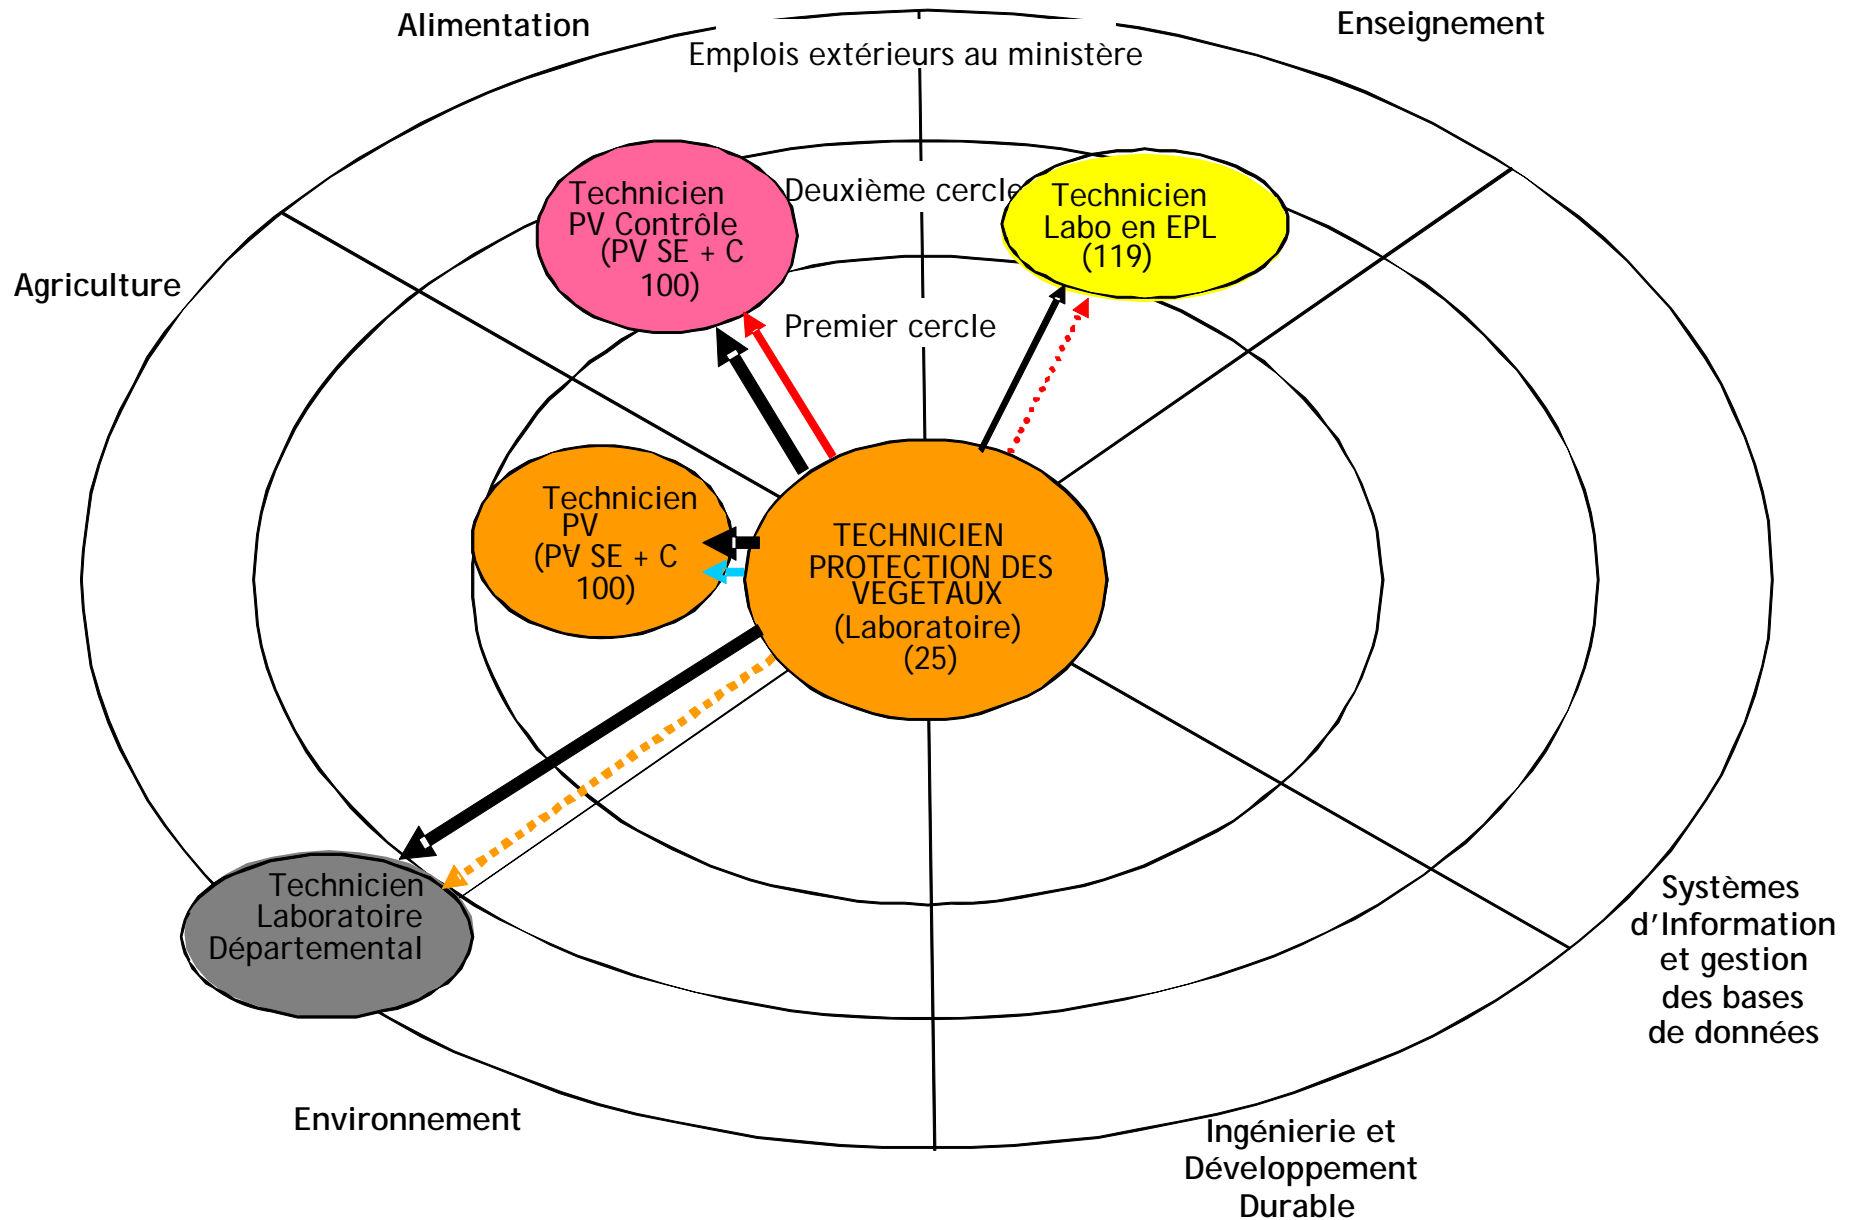 Alimentation
Enseignement
Emplois extérieurs au ministère
Deuxième cercle
Premier cercle
Agriculture
Technicien
PV Contrôle
(PV SE + C
100)
Technicien
Labo en EPL
(119)
Technicien
PV
(PV SE + C
100)
TECHNICIEN
PROTECTION DES
VEGETAUX
(Laboratoire)
(25)
Technicien
Laboratoire
Départemental
Systèmes
d'Information
et gestion
des bases
de données
Environnement
Ingénierie et
Développement
Durable